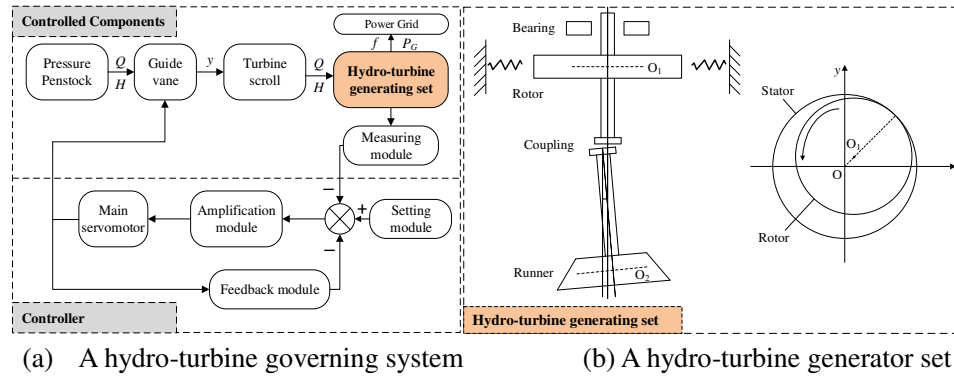 Controlled Components
Power Grid
f P_G
Pressure
Penstock
Q
H
Guide
vane
y
Turbine
scroll
Q
H
Hydro-turbine
generating set
Measuring
module
−
Main
servomotor
Amplification
module
+
Setting
module
−
Feedback module
Controller
Bearing
O₁
Rotor
Coupling
Runner
O₂
Hydro-turbine generating set
y
Stator
O₁
O
x
Rotor
(a) A hydro-turbine governing system
(b) A hydro-turbine generator set